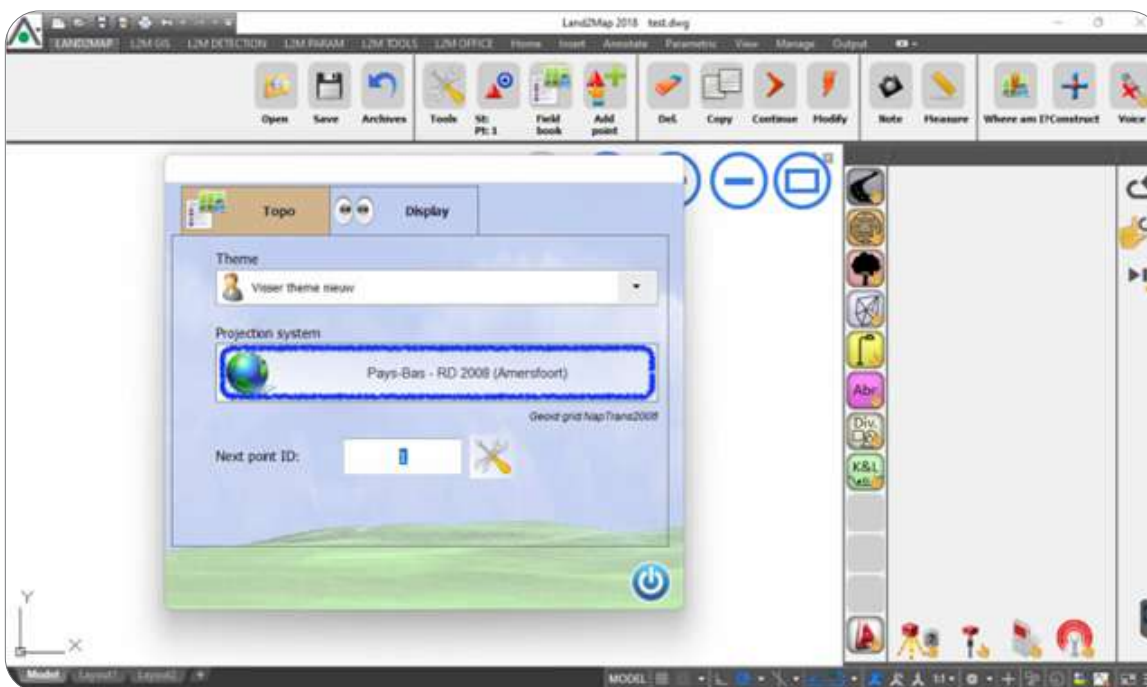 Land2Map 2018 test.dwg
LAND2MAP L2M GIS L2M DETECTION L2M PARAM L2M TOOLS L2M OFFICE Home Insert Annotate Parametric View Manage Output
Open Save Archives Tools St: Pt: 1 Field book Add point Del. Copy Continue Modify Note Measure Where am I? Construct Voice
Topo Display
Theme
Visser theme nieuw
Projection system
Pays-Bas - RD 2008 (Amersfoort)
Geoid grid NapTrans2008
Next point ID: 1
Abc
Div.
K&L
Y
X
Model Layout1 Layout2 +
MODEL 1:1